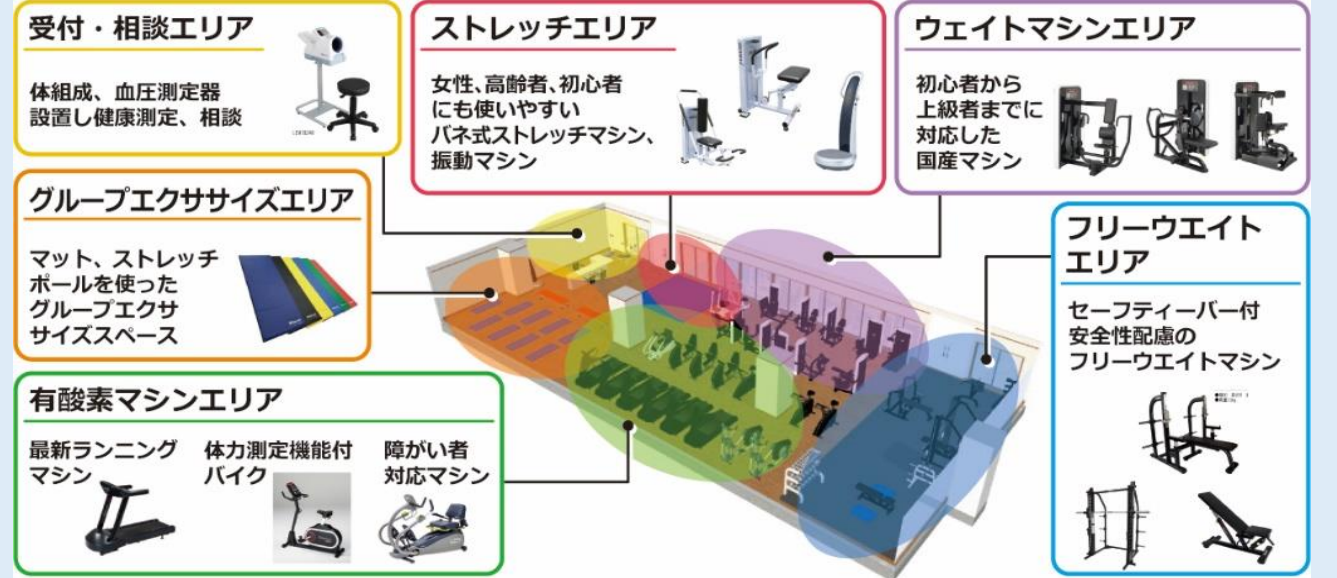 受付・相談エリア
体組成、血圧測定器
設置し健康測定、相談
ストレッチエリア
女性、高齢者、初心者
にも使いやすい
バネ式ストレッチマシン、
振動マシン
ウェイトマシンエリア
初心者から
上級者までに
対応した
国産マシン
グループエクササイズエリア
マット、ストレッチ
ポールを使った
グループエクサ
サイズスペース
フリーウエイト
エリア
セーフティーバー付
安全性配慮の
フリーウエイトマシン
有酸素マシンエリア
最新ランニング
マシン
体力測定機能付
バイク
障がい者
対応マシン